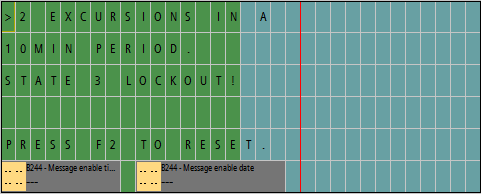 >2 EXCURSIONS IN A
10MIN PERIOD.
STATE 3 LOCKOUT!
PRESS F2 TO RESET.
8244 - Message enable ti... 8244 - Message enable date
--- ---